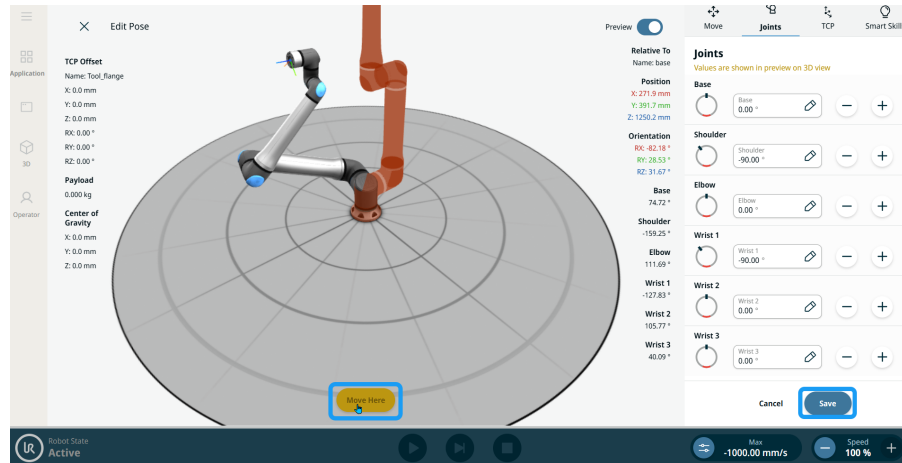 Edit Pose
Preview
Move
Joints
TCP
Smart Skill
Application
3D
Operator
TCP Offset
Name: Tool_flange
X: 0.0 mm
Y: 0.0 mm
Z: 0.0 mm
RX: 0.00 °
RY: 0.00 °
RZ: 0.00 °
Payload
0.000 kg
Center of
Gravity
X: 0.0 mm
Y: 0.0 mm
Z: 0.0 mm
Relative To
Name: base
Position
X: 271.9 mm
Y: 391.7 mm
Z: 1250.2 mm
Orientation
RX: -82.18 °
RY: 28.53 °
RZ: 31.67 °
Base
74.72 °
Shoulder
-159.25 °
Elbow
111.69 °
Wrist 1
-127.83 °
Wrist 2
105.77 °
Wrist 3
40.09 °
Joints
Values are shown in preview on 3D view
Base
Base
0.00 °
Shoulder
Shoulder
-90.00 °
Elbow
Elbow
0.00 °
Wrist 1
Wrist 1
-90.00 °
Wrist 2
Wrist 2
0.00 °
Wrist 3
Wrist 3
0.00 °
Move Here
Cancel
Save
UR
Robot State
Active
Max
-1000.00 mm/s
Speed
100 %